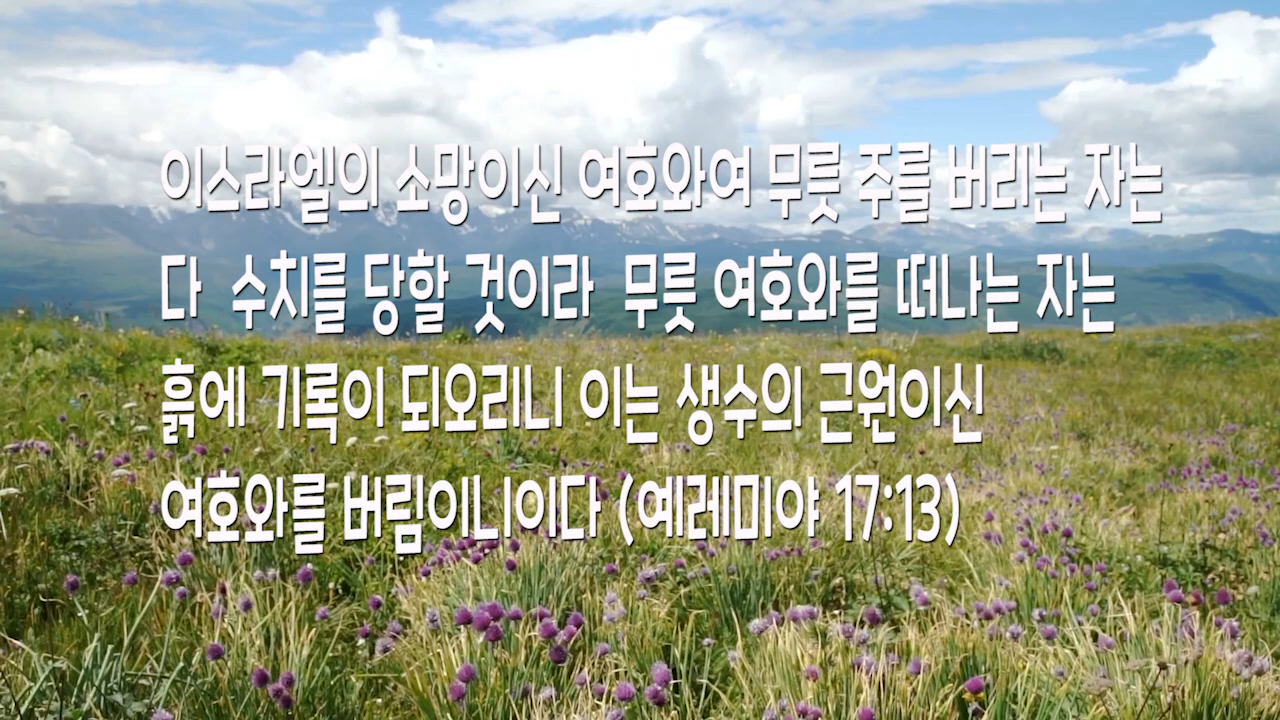 이스라엘의 소망이신 여호와여 무릇 주를 버리는 자는
다 수치를 당할 것이라 무릇 여호와를 떠나는 자는
흙에 기록이 되오리니 이는 생수의 근원이신
여호와를 버림이니이다 (예레미야 17:13)